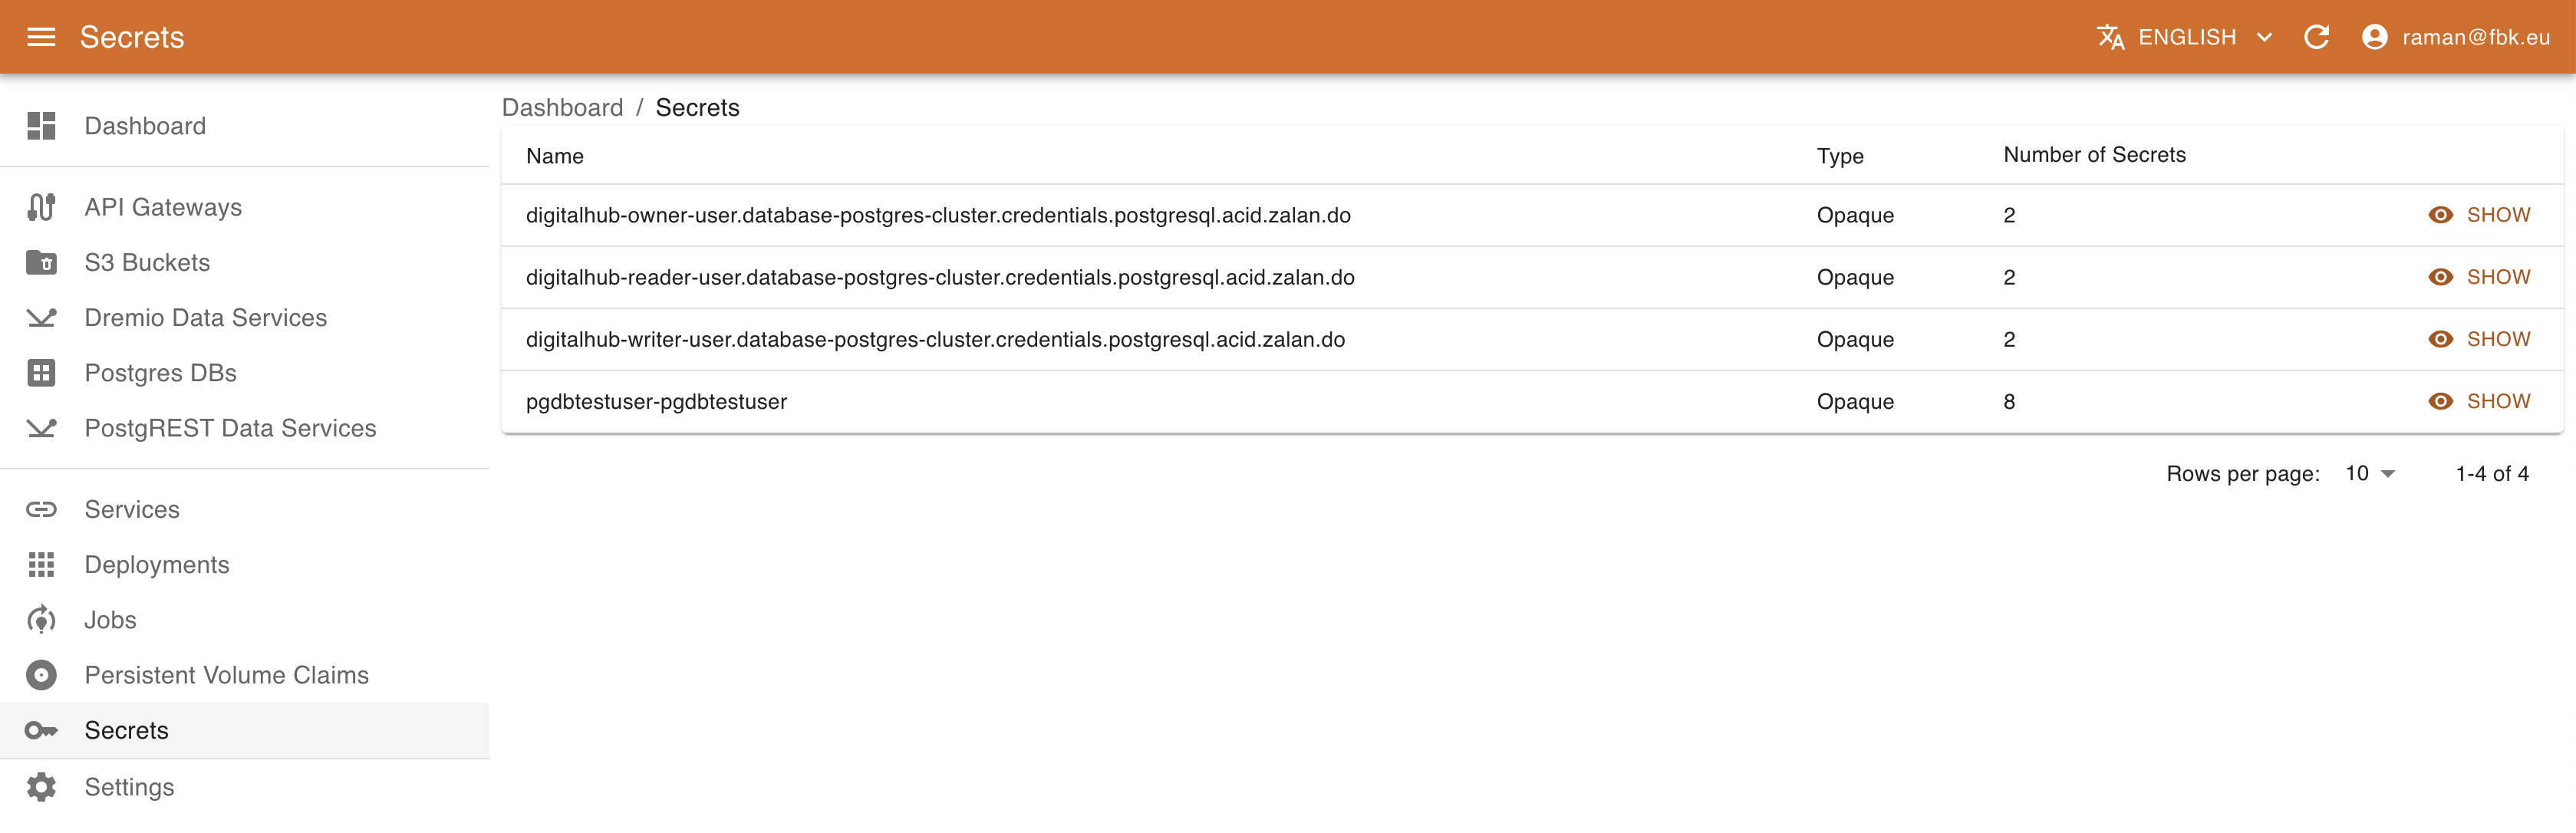 Secrets
ENGLISH
raman@fbk.eu
Dashboard
API Gateways
S3 Buckets
Dremio Data Services
Postgres DBs
PostgREST Data Services
Services
Deployments
Jobs
Persistent Volume Claims
Secrets
Settings
Dashboard / Secrets
Name Type Number of Secrets
digitalhub-owner-user.database-postgres-cluster.credentials.postgresql.acid.zalan.do Opaque 2 SHOW
digitalhub-reader-user.database-postgres-cluster.credentials.postgresql.acid.zalan.do Opaque 2 SHOW
digitalhub-writer-user.database-postgres-cluster.credentials.postgresql.acid.zalan.do Opaque 2 SHOW
pgdbtestuser-pgdbtestuser Opaque 8 SHOW
Rows per page: 10 1-4 of 4